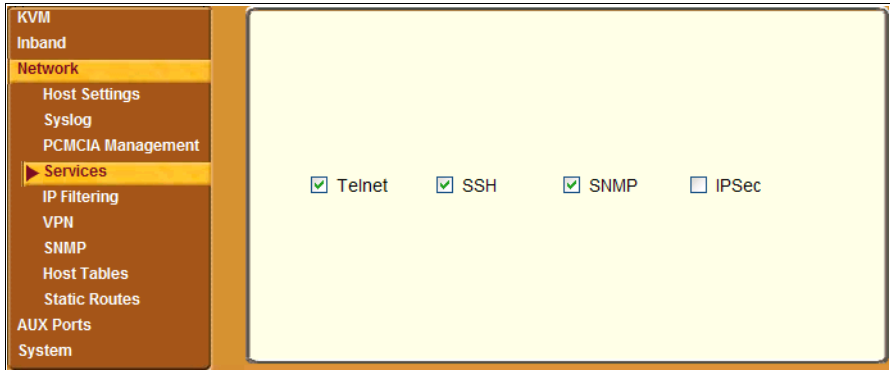 KVM
Inband
Network
Host Settings
Syslog
PCMCIA Management
Services
IP Filtering
VPN
SNMP
Host Tables
Static Routes
AUX Ports
System
Telnet SSH SNMP IPSec